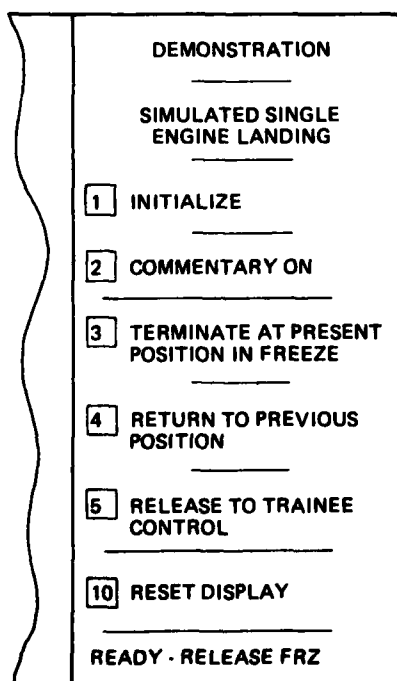 DEMONSTRATION
SIMULATED SINGLE
ENGINE LANDING
1 INITIALIZE
2 COMMENTARY ON
3 TERMINATE AT PRESENT
POSITION IN FREEZE
4 RETURN TO PREVIOUS
POSITION
5 RELEASE TO TRAINEE
CONTROL
10 RESET DISPLAY
READY - RELEASE FRZ